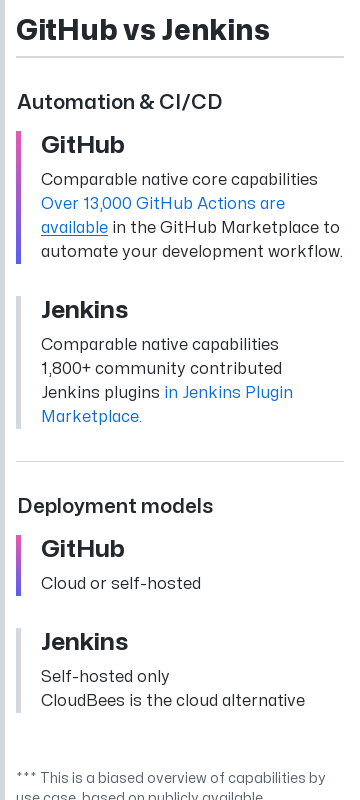 GitHub vs Jenkins
Automation & CI/CD
GitHub
Comparable native core capabilities
Over 13,000 GitHub Actions are
available in the GitHub Marketplace to
automate your development workflow.
Jenkins
Comparable native capabilities
1,800+ community contributed
Jenkins plugins in Jenkins Plugin
Marketplace.
Deployment models
GitHub
Cloud or self-hosted
Jenkins
Self-hosted only
CloudBees is the cloud alternative
*** This is a biased overview of capabilities by
use case, based on publicly available